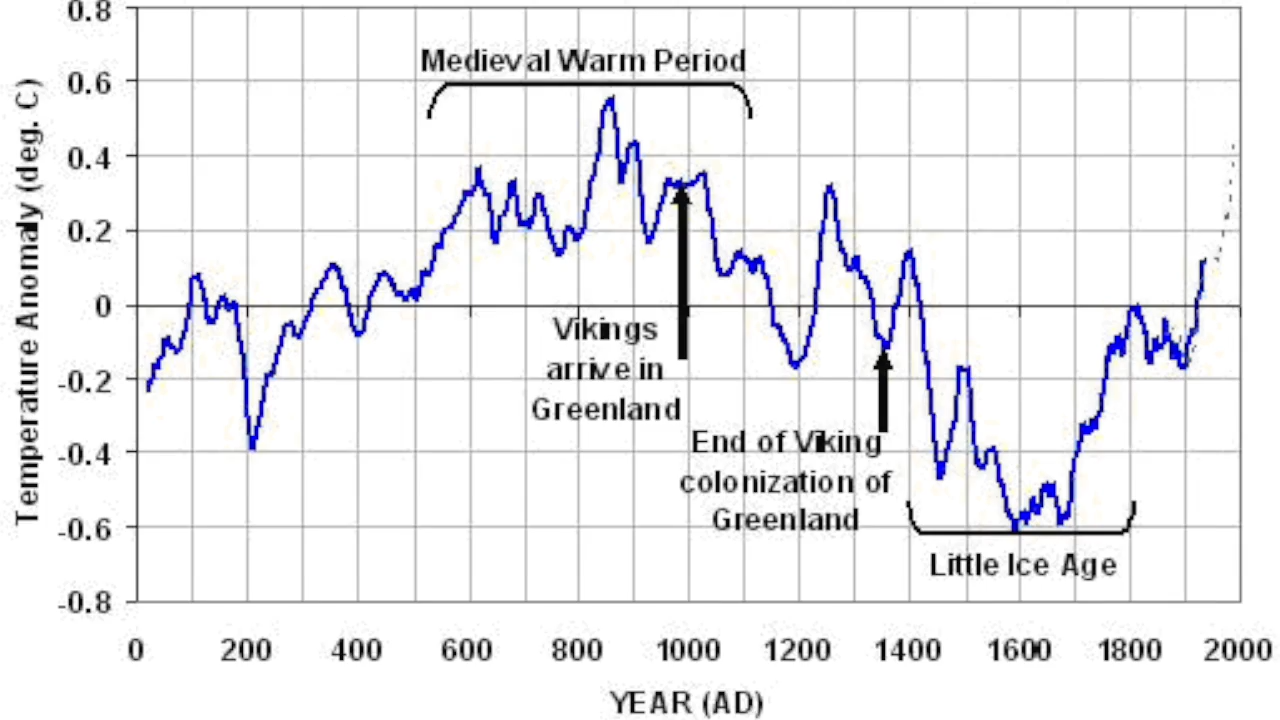 0.8
Medieval Warm Period
0.6
0.4
0.2
0
-0.2
-0.4
-0.6
-0.8
Temperature Anomaly (deg. C)
Vikings
arrive in
Greenland
End of Viking
colonization of
Greenland
Little Ice Age
0 200 400 600 800 1000 1200 1400 1600 1800 2000
YEAR (AD)